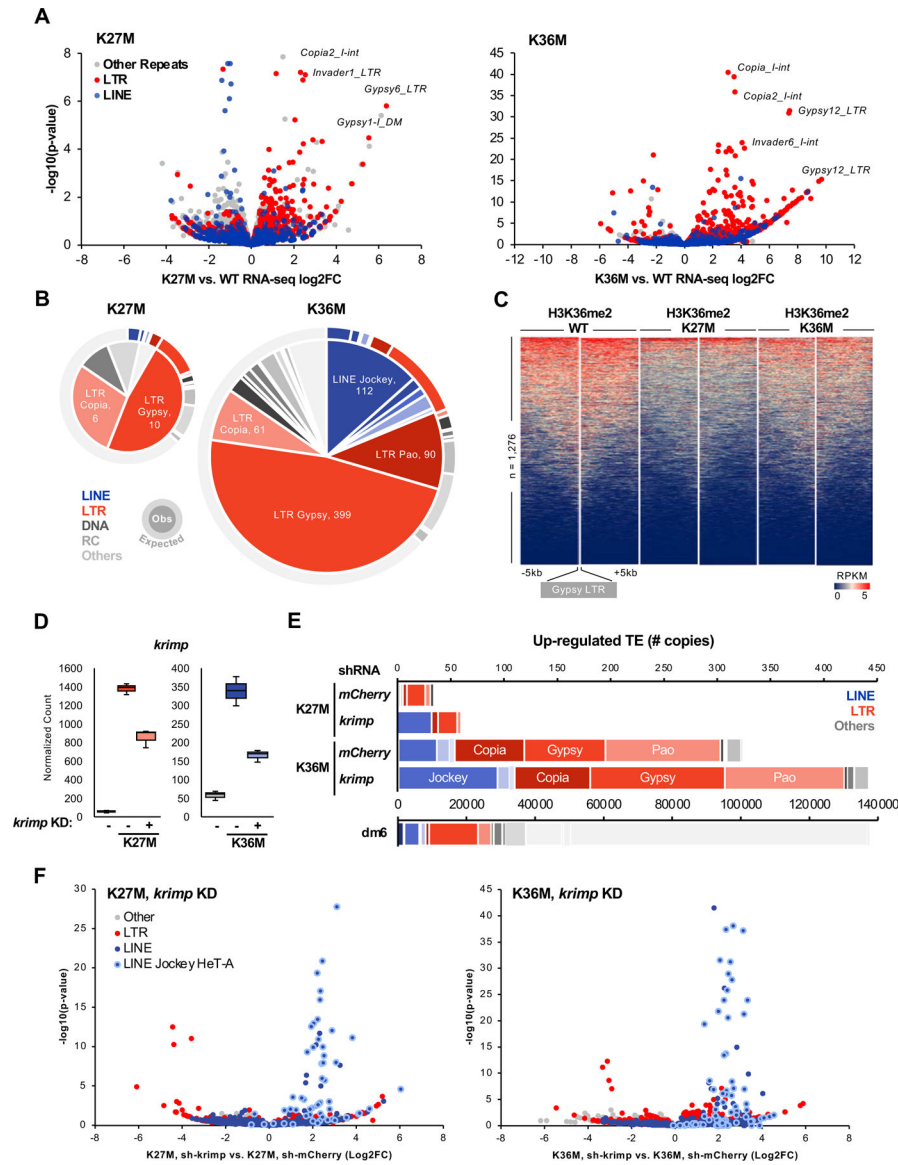 A
K27M
Other Repeats
LTR
LINE
Copia2_I-int
Invader1_LTR
Gypsy6_LTR
Gypsy1-I_DM
-log10(p-value)
8
6
4
2
0
-6 -4 -2 0 2 4 6 8
K27M vs. WT RNA-seq log2FC
K36M
Copia_I-int
Copia2_I-int
Gypsy12_LTR
Invader6_I-int
Gypsy12_LTR
45
40
35
30
25
20
15
10
5
0
-12 -10 -8 -6 -4 -2 0 2 4 6 8 10 12
K36M vs. WT RNA-seq log2FC
B
K27M
LTR Copia, 6
LTR Gypsy, 10
K36M
LINE Jockey, 112
LTR Copia, 61
LTR Pao, 90
LTR Gypsy, 399
LINE
LTR
DNA
RC
Others
Obs
Expected
C
H3K36me2 WT
H3K36me2 K27M
H3K36me2 K36M
n = 1,276
-5kb
+5kb
Gypsy LTR
RPKM
0 5
D
krimp
Normalized Count
1600
1400
1200
1000
800
600
400
200
0
400
350
300
250
200
150
100
50
0
krimp KD: - - + - - +
K27M
K36M
E
Up-regulated TE (# copies)
shRNA
0 50 100 150 200 250 300 350 400 450
K27M
mCherry
krimp
K36M
mCherry
krimp
Copia Gypsy Pao
Jockey Copia Gypsy Pao
LINE
LTR
Others
0 20000 40000 60000 80000 100000 120000 140000
dm6
F
K27M, krimp KD
Other
LTR
LINE
LINE Jockey HeT-A
-log10(p-value)
30
25
20
15
10
5
0
-8 -6 -4 -2 0 2 4 6 8
K27M, sh-krimp vs. K27M, sh-mCherry (Log2FC)
K36M, krimp KD
-log10(p-value)
45
40
35
30
25
20
15
10
5
0
-8 -6 -4 -2 0 2 4 6 8
K36M, sh-krimp vs. K36M, sh-mCherry (Log2FC)